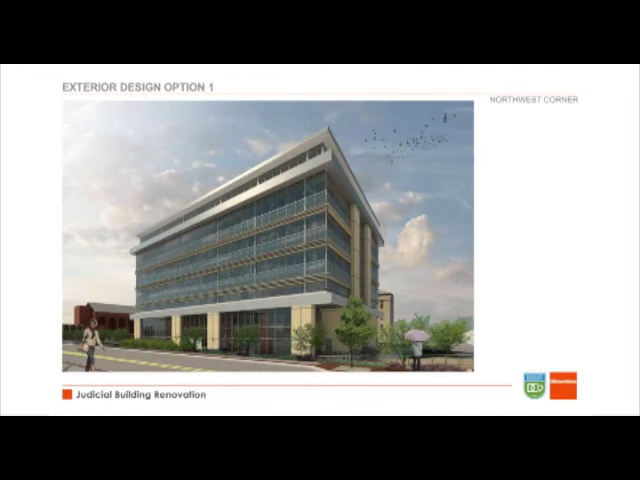 EXTERIOR DESIGN OPTION 1
NORTHWEST CORNER
Judicial Building Renovation